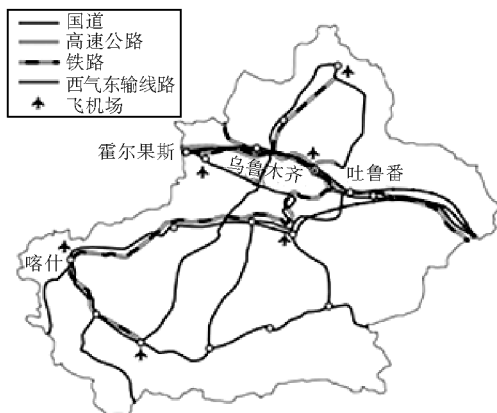 国道
高速公路
铁路
西气东输线路
飞机场
霍尔果斯
乌鲁木齐
吐鲁番
喀什